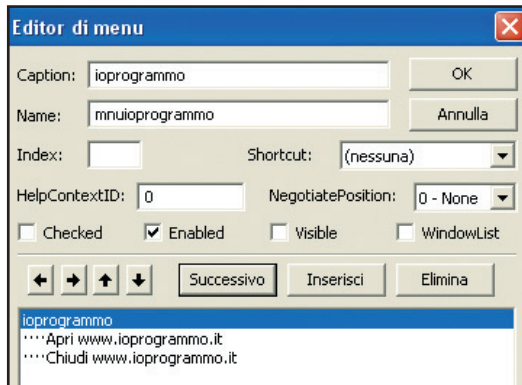 Editor di menu
Caption: ioprogrammo OK
Name: mnuioprogrammo Annulla
Index: Shortcut: (nessuna)
HelpContextID: 0 NegotiatePosition: 0 - None
Checked Enabled Visible WindowList
Successivo Inserisci Elimina
ioprogrammo
····Apri www.ioprogrammo.it
····Chiudi www.ioprogrammo.it